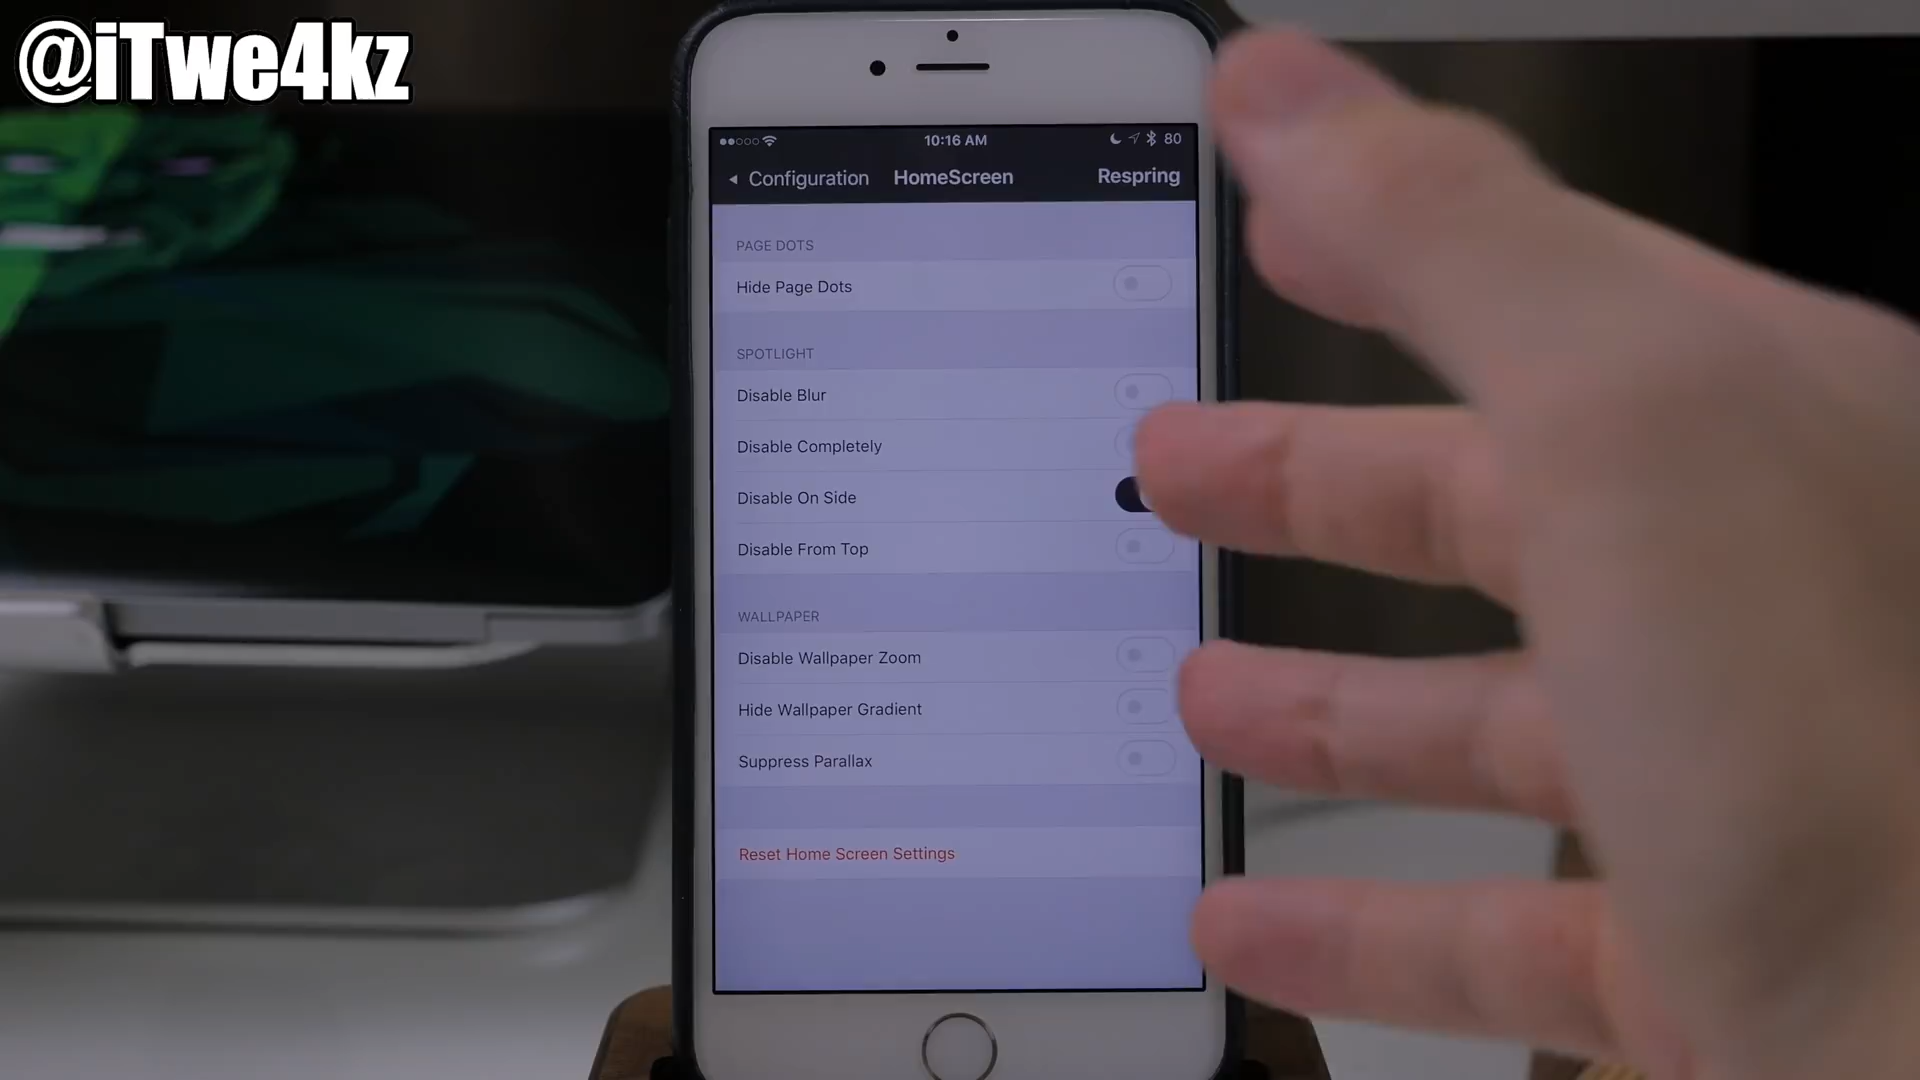 @iTwe4kz
10:16 AM
80
Configuration
HomeScreen
Respring
PAGE DOTS
Hide Page Dots
SPOTLIGHT
Disable Blur
Disable Completely
Disable On Side
Disable From Top
WALLPAPER
Disable Wallpaper Zoom
Hide Wallpaper Gradient
Suppress Parallax
Reset Home Screen Settings